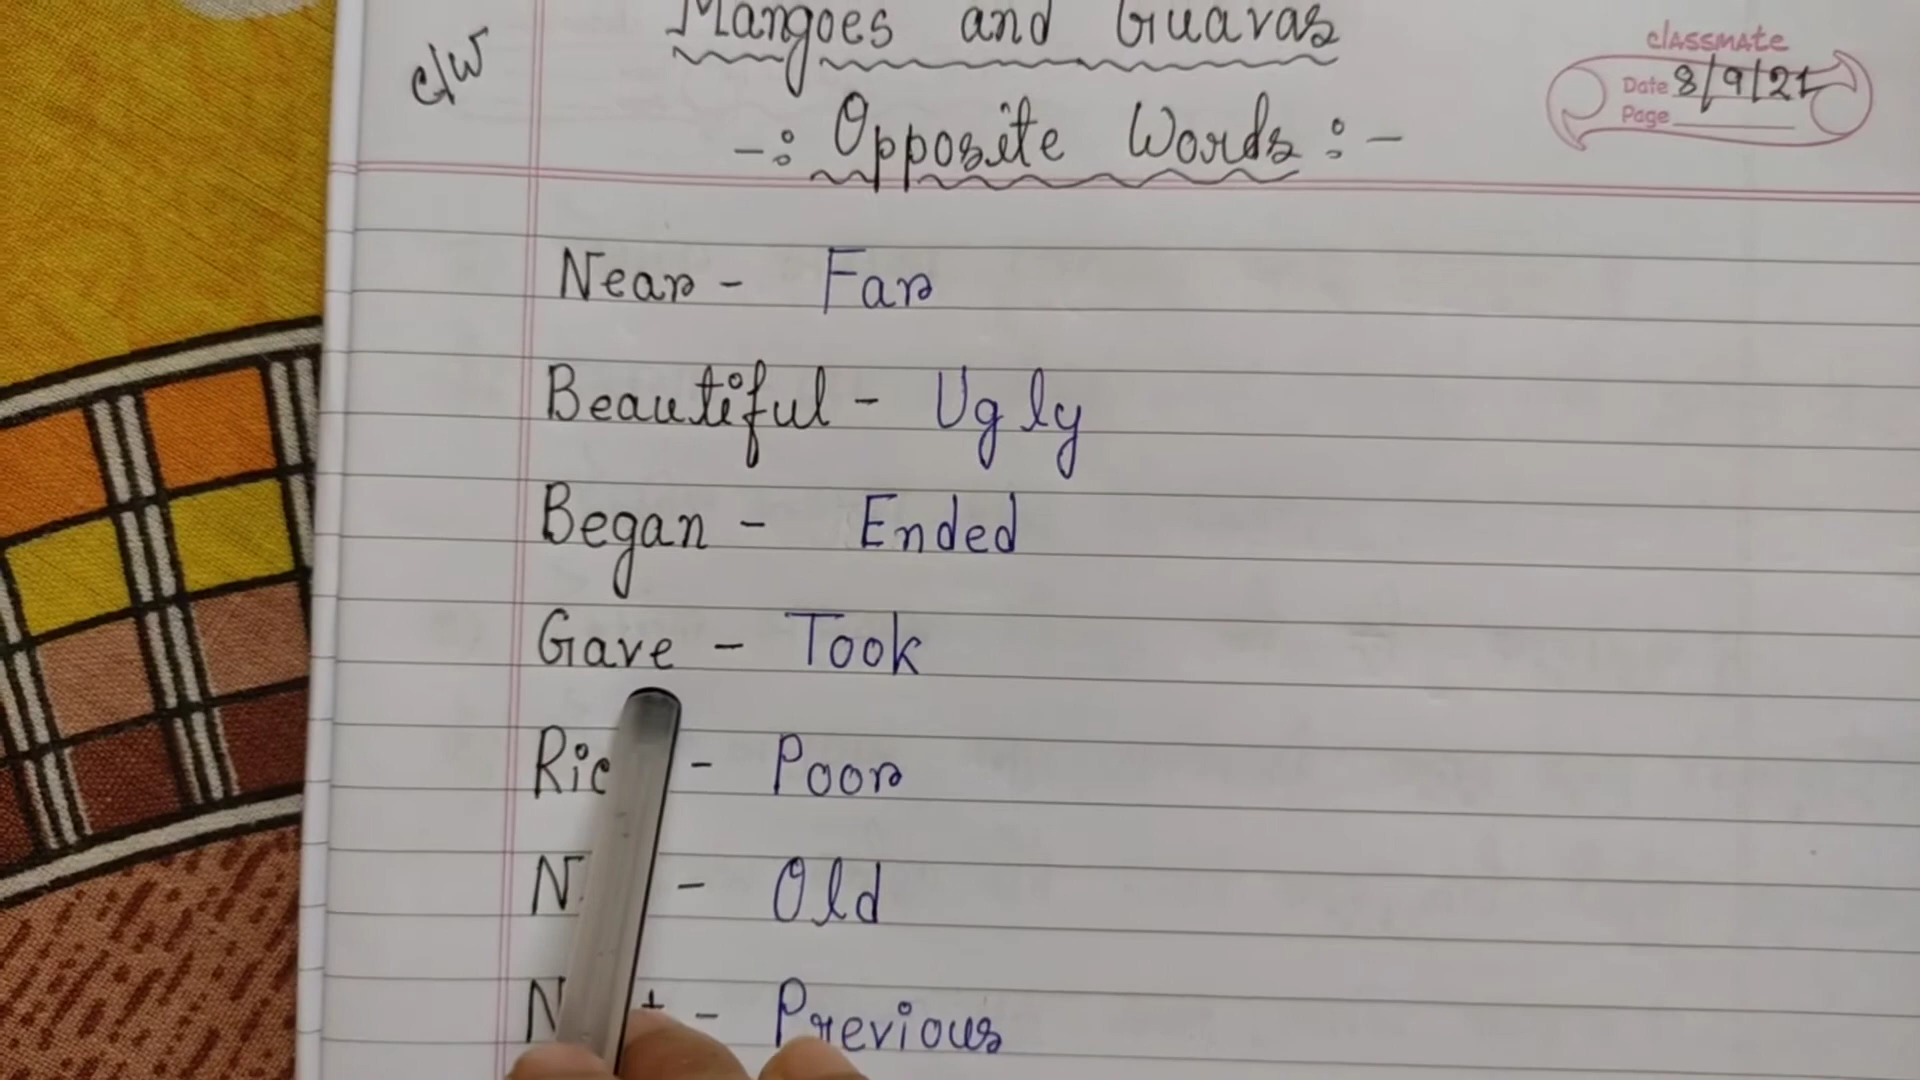 Mangoes and Guavas
c/w
classmate
Date 8/9/21
Page
-: Opposite Words :-
Near - Far
Beautiful - Ugly
Began - Ended
Gave - Took
Ric - Poor
N - Old
N t - Previous